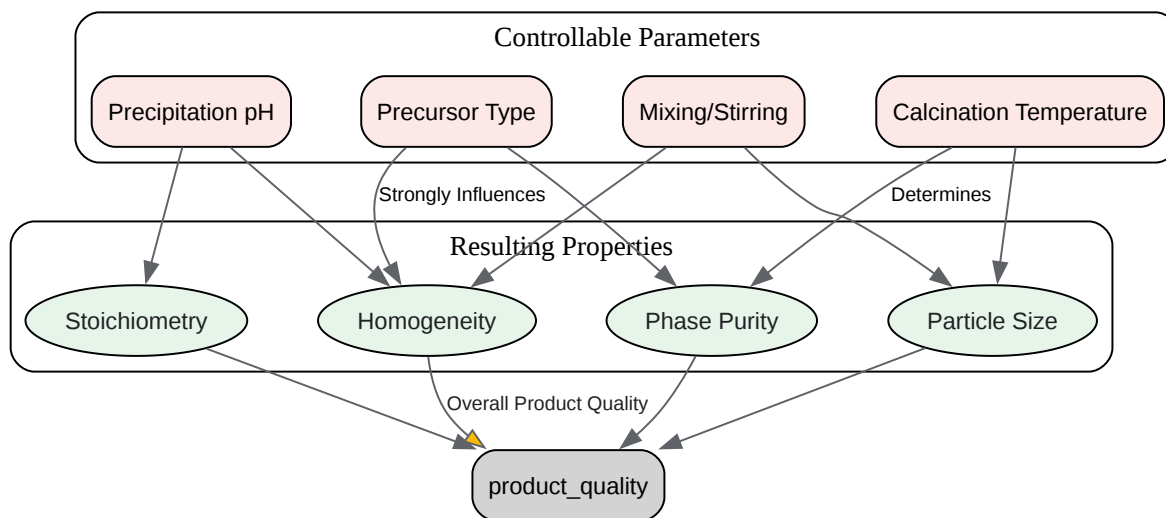 Controllable Parameters
Precipitation pH
Precursor Type
Mixing/Stirring
Calcination Temperature
Strongly Influences
Determines
Resulting Properties
Stoichiometry
Homogeneity
Phase Purity
Particle Size
Overall Product Quality
product_quality